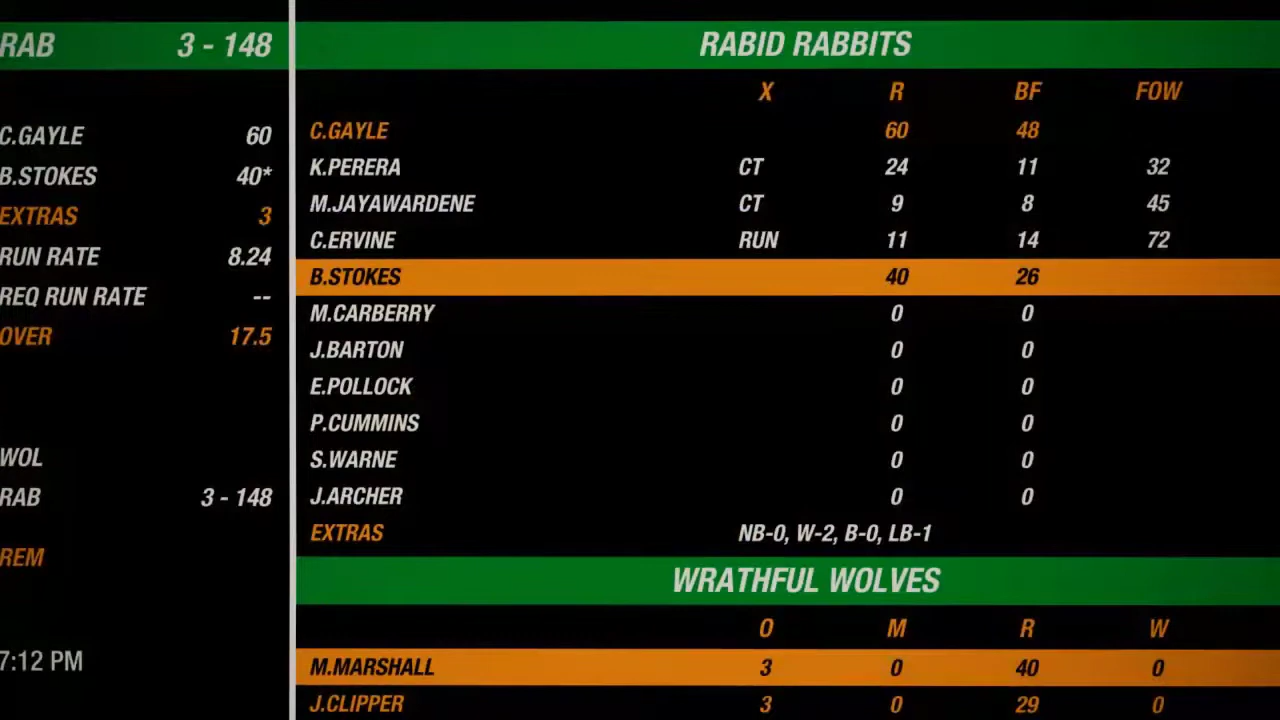 RAB 3 - 148
C.GAYLE 60
B.STOKES 40*
EXTRAS 3
RUN RATE 8.24
REQ RUN RATE --
OVER 17.5
WOL
RAB 3 - 148
REM
7:12 PM
RABID RABBITS
X R BF FOW
C.GAYLE 60 48
K.PERERA CT 24 11 32
M.JAYAWARDENE CT 9 8 45
C.ERVINE RUN 11 14 72
B.STOKES 40 26
M.CARBERRY 0 0
J.BARTON 0 0
E.POLLOCK 0 0
P.CUMMINS 0 0
S.WARNE 0 0
J.ARCHER 0 0
EXTRAS NB-0, W-2, B-0, LB-1
WRATHFUL WOLVES
O M R W
M.MARSHALL 3 0 40 0
J.CLIPPER 3 0 29 0